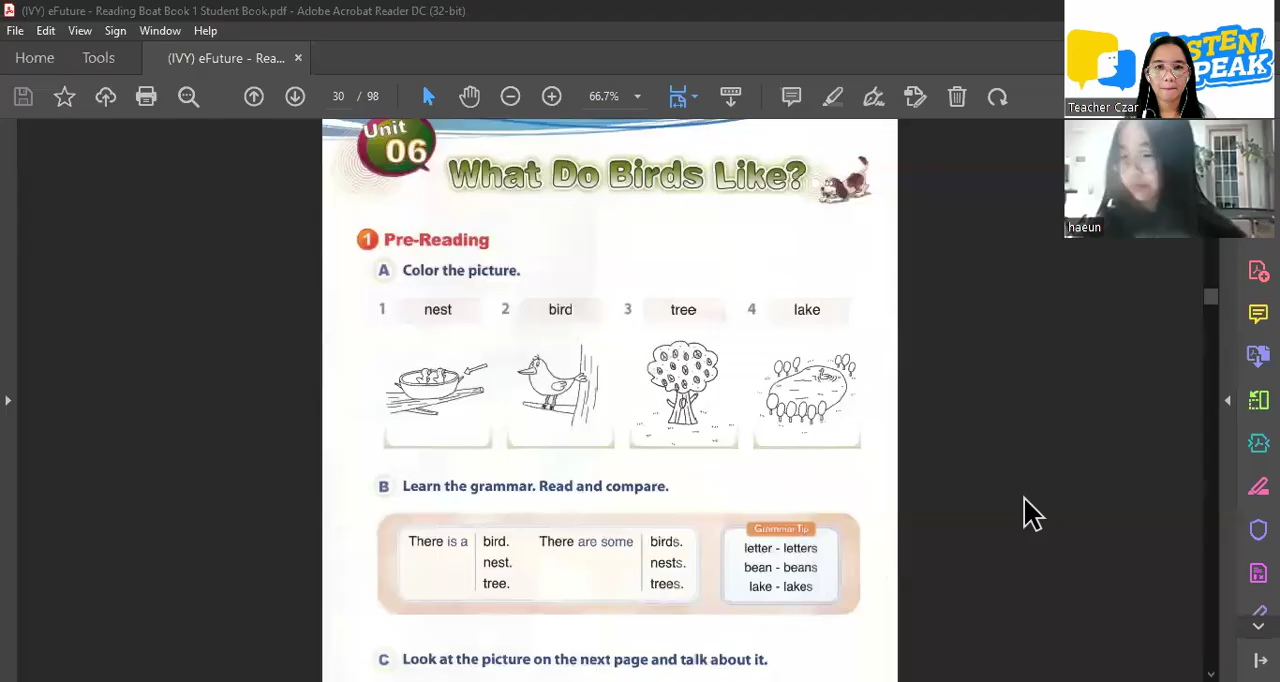 (IVY) eFuture - Reading Boat Book 1 Student Book.pdf - Adobe Acrobat Reader DC (32-bit)
File Edit View Sign Window Help
Home Tools (IVY) eFuture - Rea... ×
30 / 98 66.7%
LISTEN
SPEAK
Teacher Czar
haeun
Unit
06
What Do Birds Like?
1 Pre-Reading
A Color the picture.
1 nest 2 bird 3 tree 4 lake
B Learn the grammar. Read and compare.
Grammar Tip
There is a bird. There are some birds. letter - letters
nest. nests. bean - beans
tree. trees. lake - lakes
C Look at the picture on the next page and talk about it.